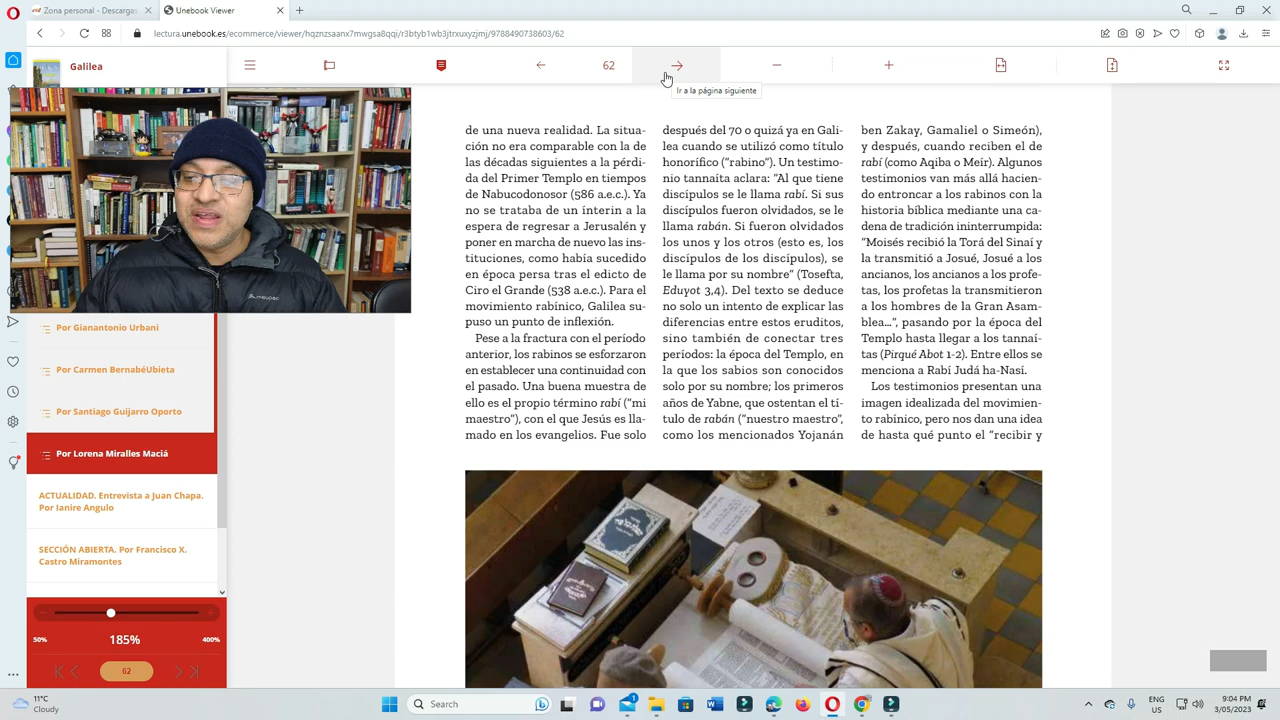 Zona personal - Descargas
Unebook Viewer
lectura.unebook.es/ecommerce/viewer/hqznzsaanx7mwgsa8qqi/r3btyb1wb3jtrxuxyzjmj/9788490738603/62
Galilea
62
Ir a la página siguiente
de una nueva realidad. La situa-
ción no era comparable con la de
las décadas siguientes a la pérdi-
da del Primer Templo en tiempos
de Nabucodonosor (586 a.e.c.). Ya
no se trataba de un ínterin a la
espera de regresar a Jerusalén y
poner en marcha de nuevo las ins-
tituciones, como había sucedido
en época persa tras el edicto de
Ciro el Grande (538 a.e.c.). Para el
movimiento rabínico, Galilea su-
puso un punto de inflexión.
Pese a la fractura con el período
anterior, los rabinos se esforzaron
en establecer una continuidad con
el pasado. Una buena muestra de
ello es el propio término rabí (“mi
maestro”), con el que Jesús es lla-
mado en los evangelios. Fue solo
después del 70 o quizá ya en Gali-
lea cuando se utilizó como título
honorífico (“rabino”). Un testimo-
nio tannaíta aclara: “Al que tiene
discípulos se le llama rabí. Si sus
discípulos fueron olvidados, se le
llama rabán. Si fueron olvidados
los unos y los otros (esto es, los
discípulos de los discípulos), se
le llama por su nombre” (Tosefta,
Eduyot 3,4). Del texto se deduce
no solo un intento de explicar las
diferencias entre estos eruditos,
sino también de conectar tres
períodos: la época del Templo, en
la que los sabios son conocidos
solo por su nombre; los primeros
años de Yabne, que ostentan el tí-
tulo de rabán (“nuestro maestro”,
como los mencionados Yojanán
ben Zakay, Gamaliel o Simeón),
y después, cuando reciben el de
rabí (como Aqiba o Meír). Algunos
testimonios van más allá hacien-
do entroncar a los rabinos con la
historia bíblica mediante una ca-
dena de tradición ininterrumpida:
“Moisés recibió la Torá del Sinaí y
la transmitió a Josué, Josué a los
ancianos, los ancianos a los profe-
tas, los profetas la transmitieron
a los hombres de la Gran Asam-
blea...”, pasando por la época del
Templo hasta llegar a los tannaí-
tas (Pirqué Abot 1-2). Entre ellos se
menciona a Rabí Judá ha-Nasí.
Los testimonios presentan una
imagen idealizada del movimien-
to rabínico, pero nos dan una idea
de hasta qué punto el “recibir y
Por Gianantonio Urbani
Por Carmen BernabéUbieta
Por Santiago Guijarro Oporto
Por Lorena Miralles Maciá
ACTUALIDAD. Entrevista a Juan Chapa.
Por Ianire Angulo
SECCIÓN ABIERTA. Por Francisco X.
Castro Miramontes
50%
185%
400%
62
11°C
Cloudy
Search
ENG
US
9:04 PM
3/05/2023